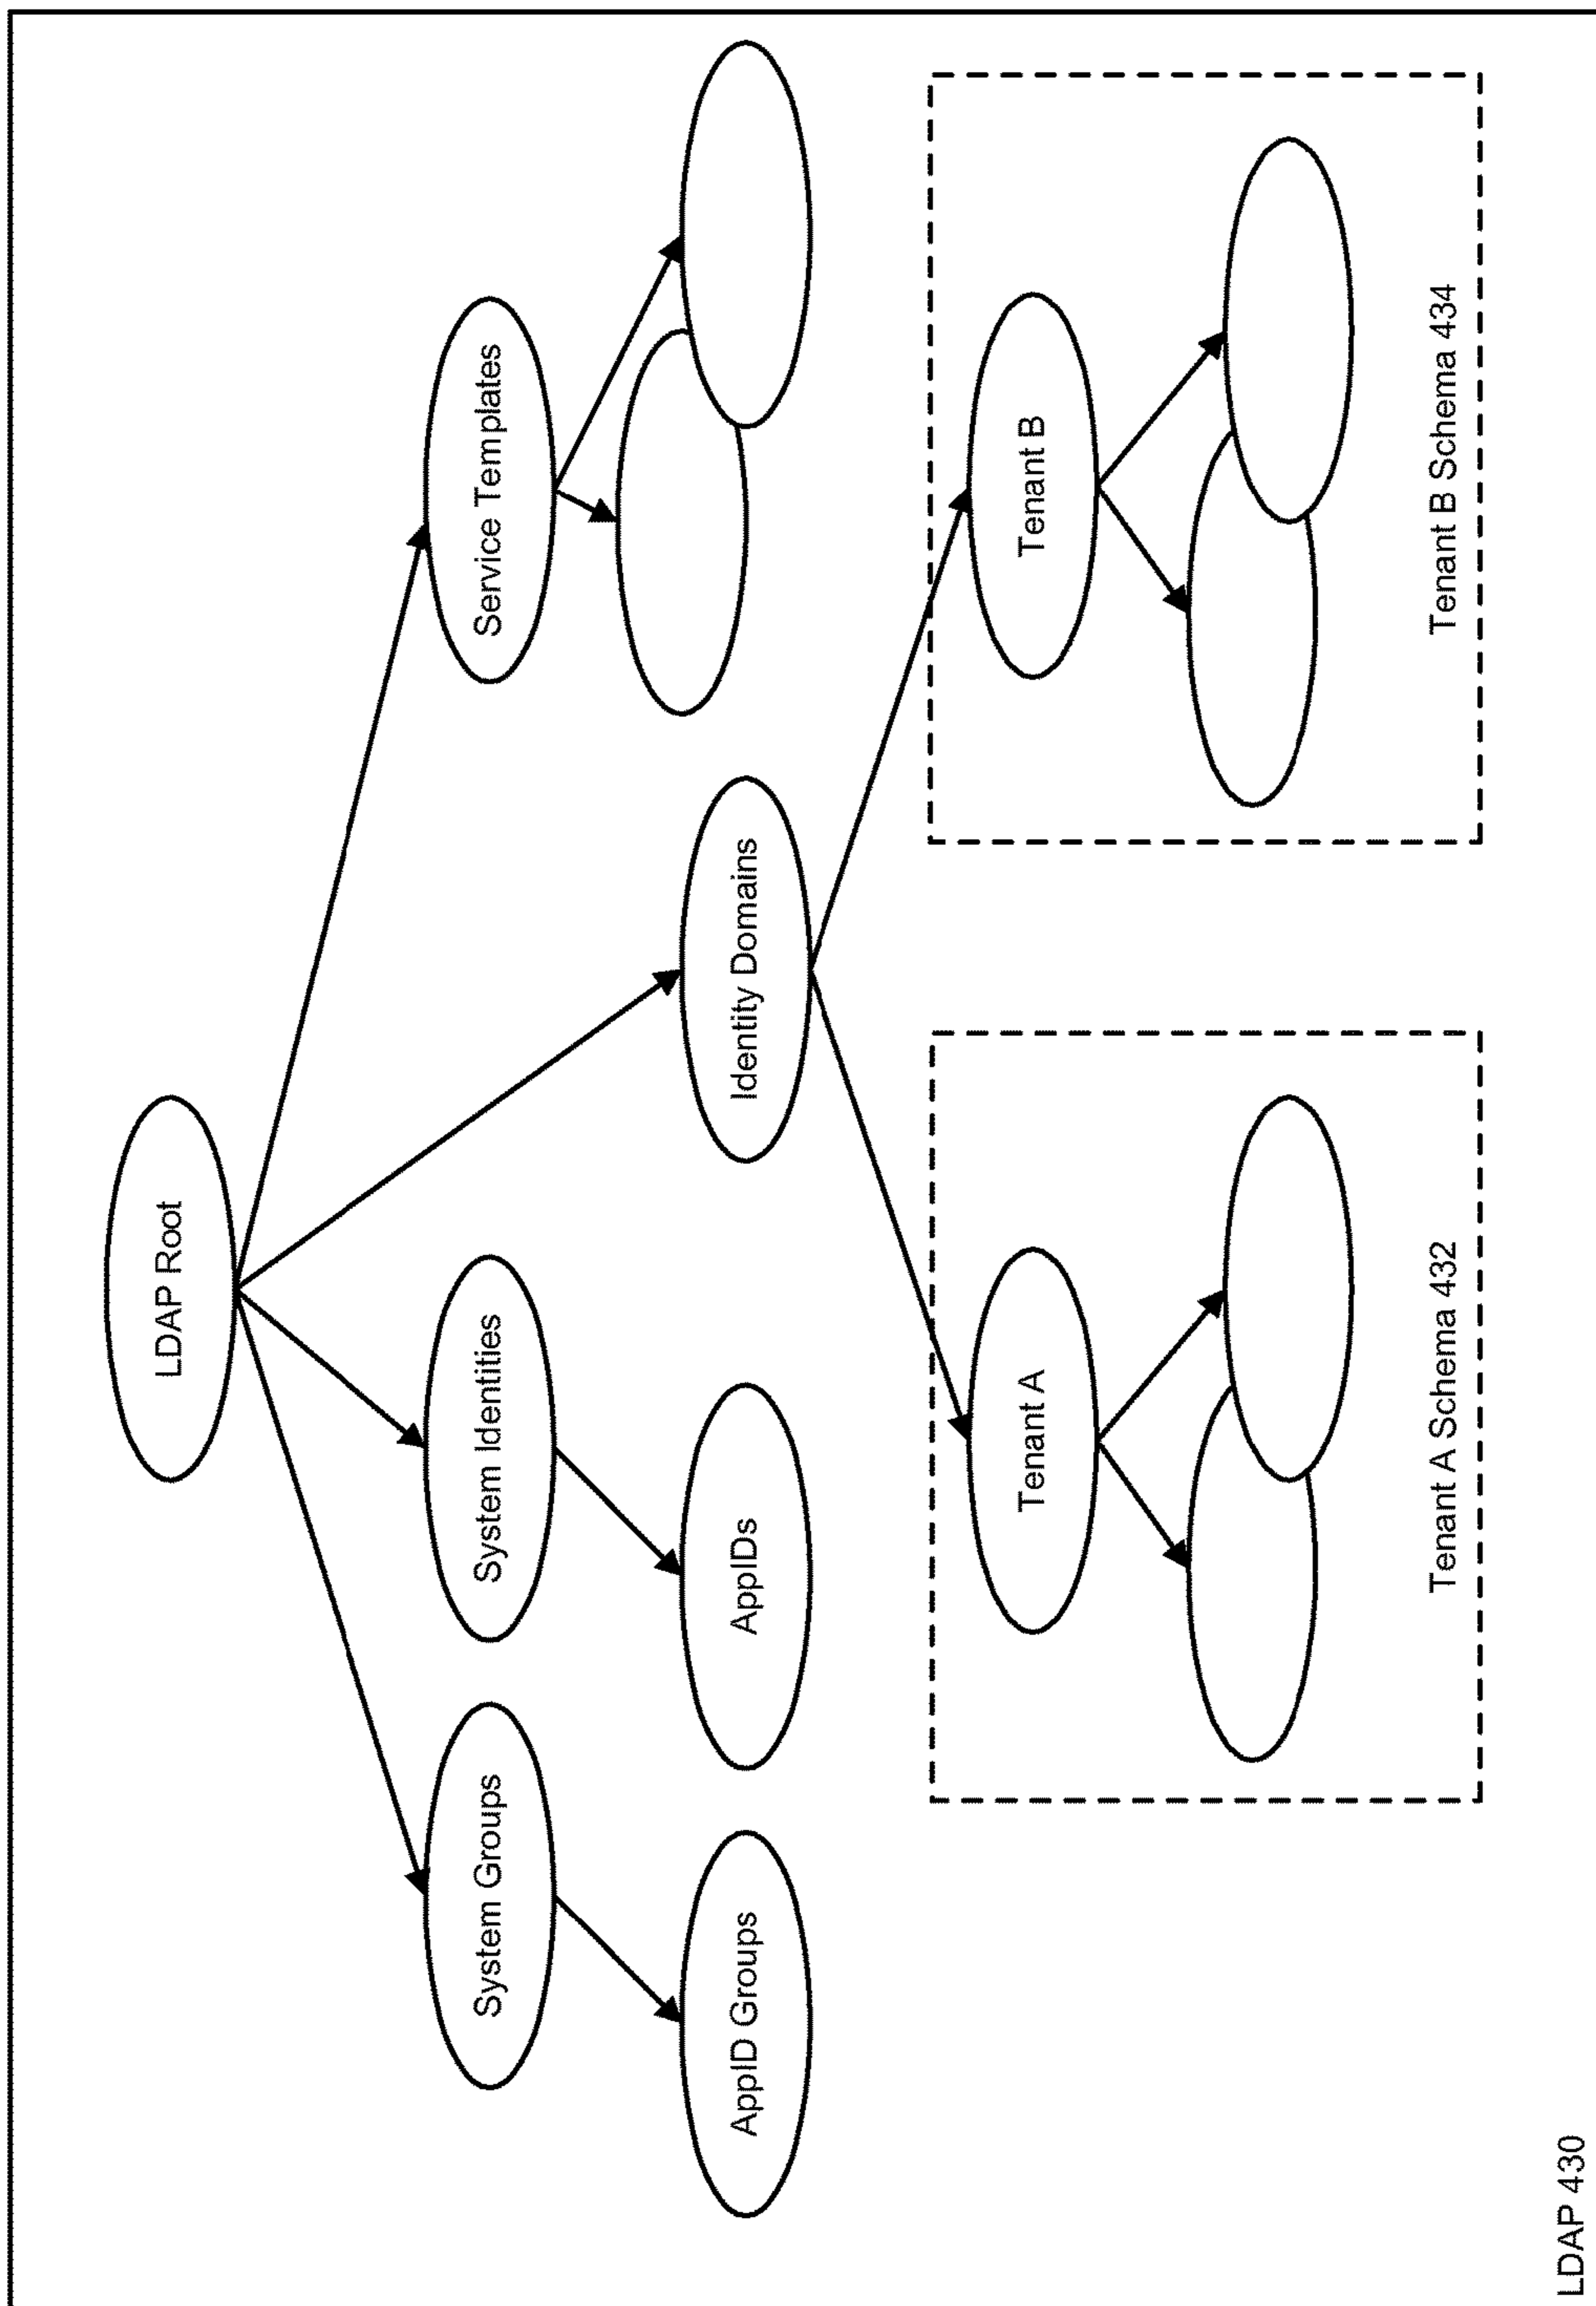 LDAP Root
System Groups
System Identities
Service Templates
AppID Groups
AppIDs
Identity Domains
Tenant A
Tenant B
Tenant A Schema 432
Tenant B Schema 434
LDAP 430